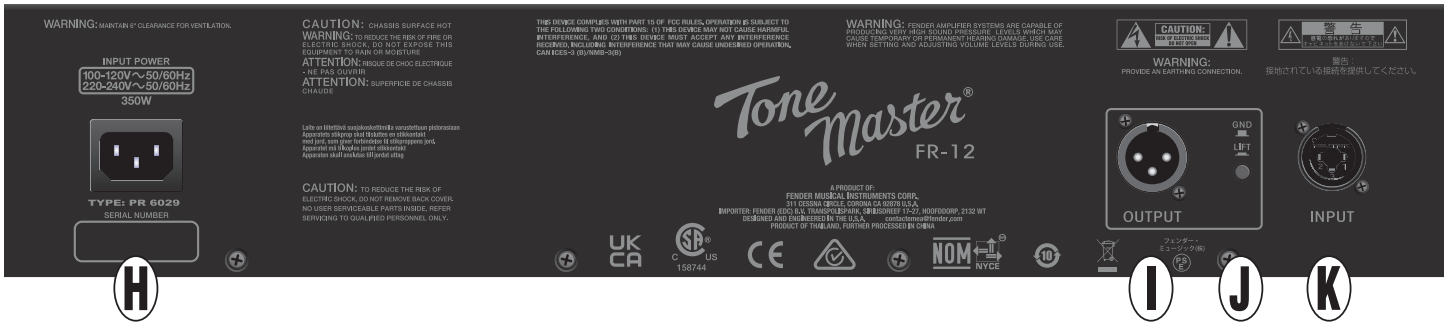 WARNING: MAINTAIN 6" CLEARANCE FOR VENTILATION.
INPUT POWER
100-120V～50/60Hz
220-240V～50/60Hz
350W
TYPE: PR 6029
SERIAL NUMBER
H
CAUTION: CHASSIS SURFACE HOT
WARNING: TO REDUCE THE RISK OF FIRE OR
ELECTRIC SHOCK, DO NOT EXPOSE THIS
EQUIPMENT TO RAIN OR MOISTURE
ATTENTION: RISQUE DE CHOC ELECTRIQUE
- NE PAS OUVRIR
ATTENTION: SUPERFICIE DE CHASSIS
CHAUDE
Laite on liitettävä suojakoskettimilla varustettuun pistorasiaan
Apparatets stikprop skal tilsluttes en stikkontakt
med jord, som giver forbindelse til stikproppens jord.
Apparatet må tilkoples jordet stikkontakt
Apparaten skall anslutas till jordat uttag
CAUTION: TO REDUCE THE RISK OF
ELECTRIC SHOCK, DO NOT REMOVE BACK COVER.
NO USER SERVICEABLE PARTS INSIDE, REFER
SERVICING TO QUALIFIED PERSONNEL ONLY.
THIS DEVICE COMPLIES WITH PART 15 OF FCC RULES, OPERATION IS SUBJECT TO
THE FOLLOWING TWO CONDITIONS: (1) THIS DEVICE MAY NOT CAUSE HARMFUL
INTERFERENCE, AND (2) THIS DEVICE MUST ACCEPT ANY INTERFERENCE
RECEIVED, INCLUDING INTERFERENCE THAT MAY CAUSE UNDESIRED OPERATION,
CAN ICES-3 (B)/NMB-3(B)
WARNING: FENDER AMPLIFIER SYSTEMS ARE CAPABLE OF
PRODUCING VERY HIGH SOUND PRESSURE LEVELS WHICH MAY
CAUSE TEMPORARY OR PERMANENT HEARING DAMAGE. USE CARE
WHEN SETTING AND ADJUSTING VOLUME LEVELS DURING USE.
Tone Master®
FR-12
A PRODUCT OF:
FENDER MUSICAL INSTRUMENTS CORP.
311 CESSNA CIRCLE, CORONA CA 92878 U.S.A.
IMPORTER: FENDER (EDC) B.V. TRANSPOLISPARK, SIRIUSDREEF 17-27, HOOFDDORP, 2132 WT
DESIGNED AND ENGINEERED IN THE U.S.A. contactemea@fender.com
PRODUCT OF THAILAND, FURTHER PROCESSED IN CHINA
UK
CA
SA®
C US
158744
CE
NOM
NYCE
10
CAUTION:
RISK OF ELECTRIC SHOCK
DO NOT OPEN
WARNING:
PROVIDE AN EARTHING CONNECTION.
警告
警告：
接地されている接続を提供してください。
OUTPUT
GND
LIFT
INPUT
フェンダー・
ミュージック(株)
PS
E
I
J
K